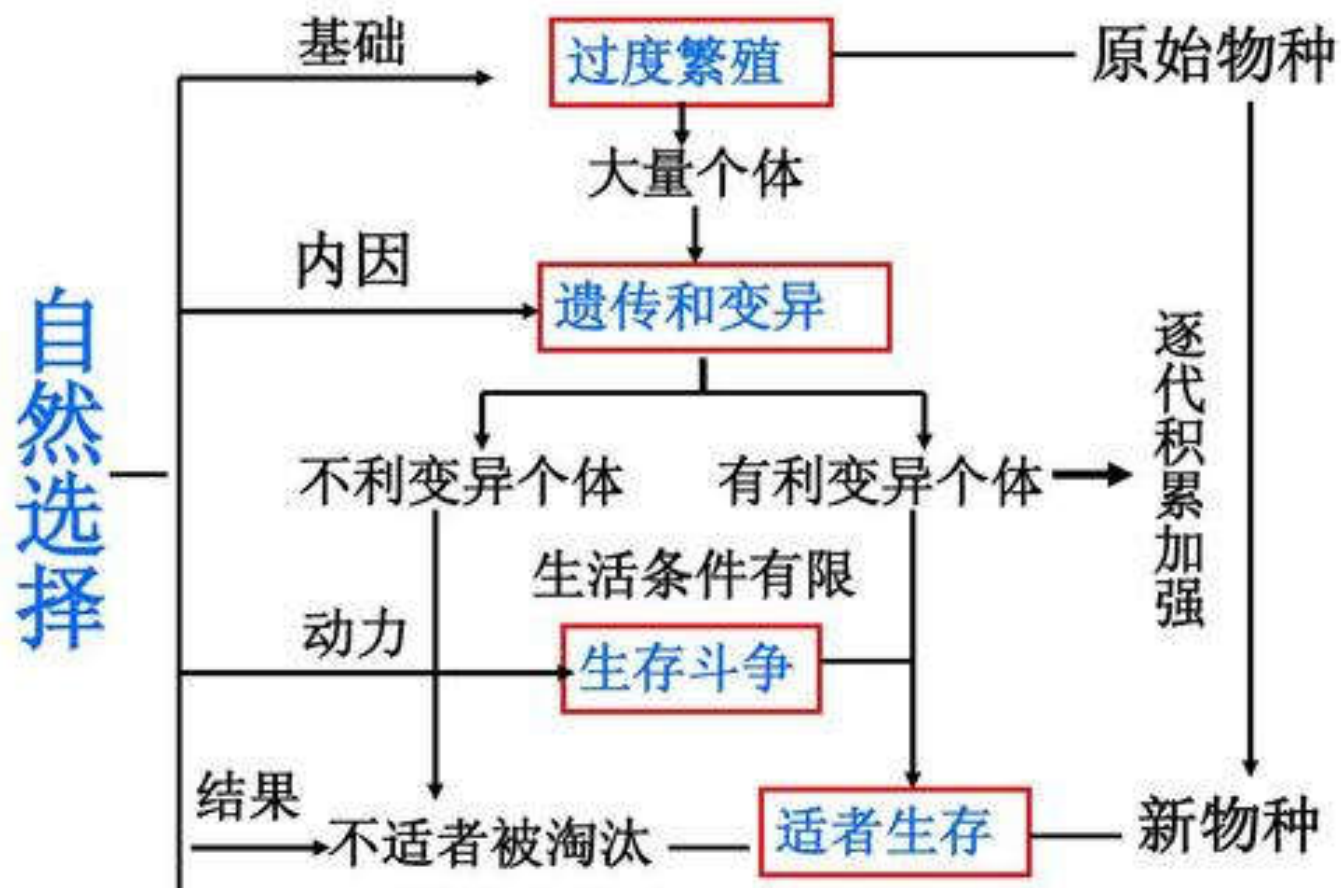 基础
过度繁殖
原始物种
大量个体
内因
遗传和变异
自然选择
不利变异个体
有利变异个体
逐代积累加强
生活条件有限
动力
生存斗争
结果
不适者被淘汰
适者生存
新物种